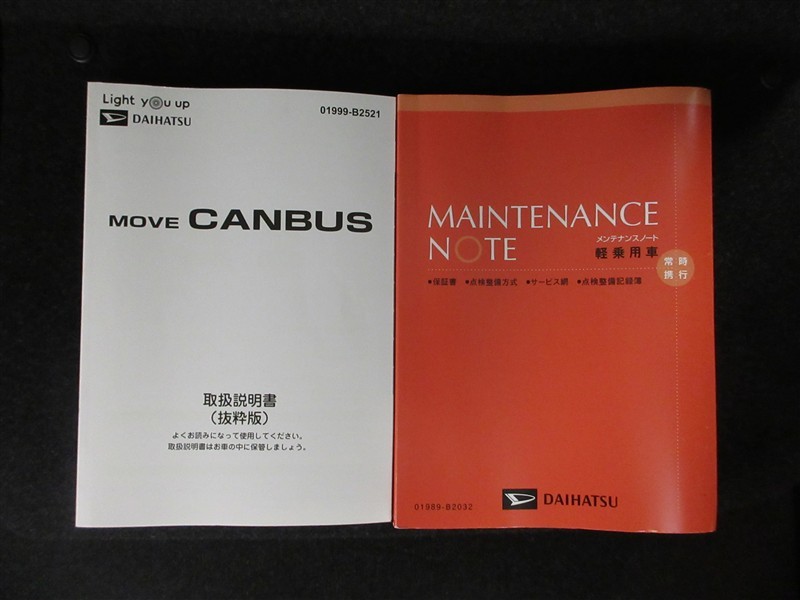 Light you up
DAIHATSU
01999-B2521
MOVE CANBUS
取扱説明書
（抜粋版）
よくお読みになって使用してください。
取扱説明書はお車の中に保管しましょう。
MAINTENANCE
NOTE
メンテナンスノート
軽乗用車
常時
携行
●保証書 ●点検整備方式 ●サービス網 ●点検整備記録簿
01989-B2032
DAIHATSU